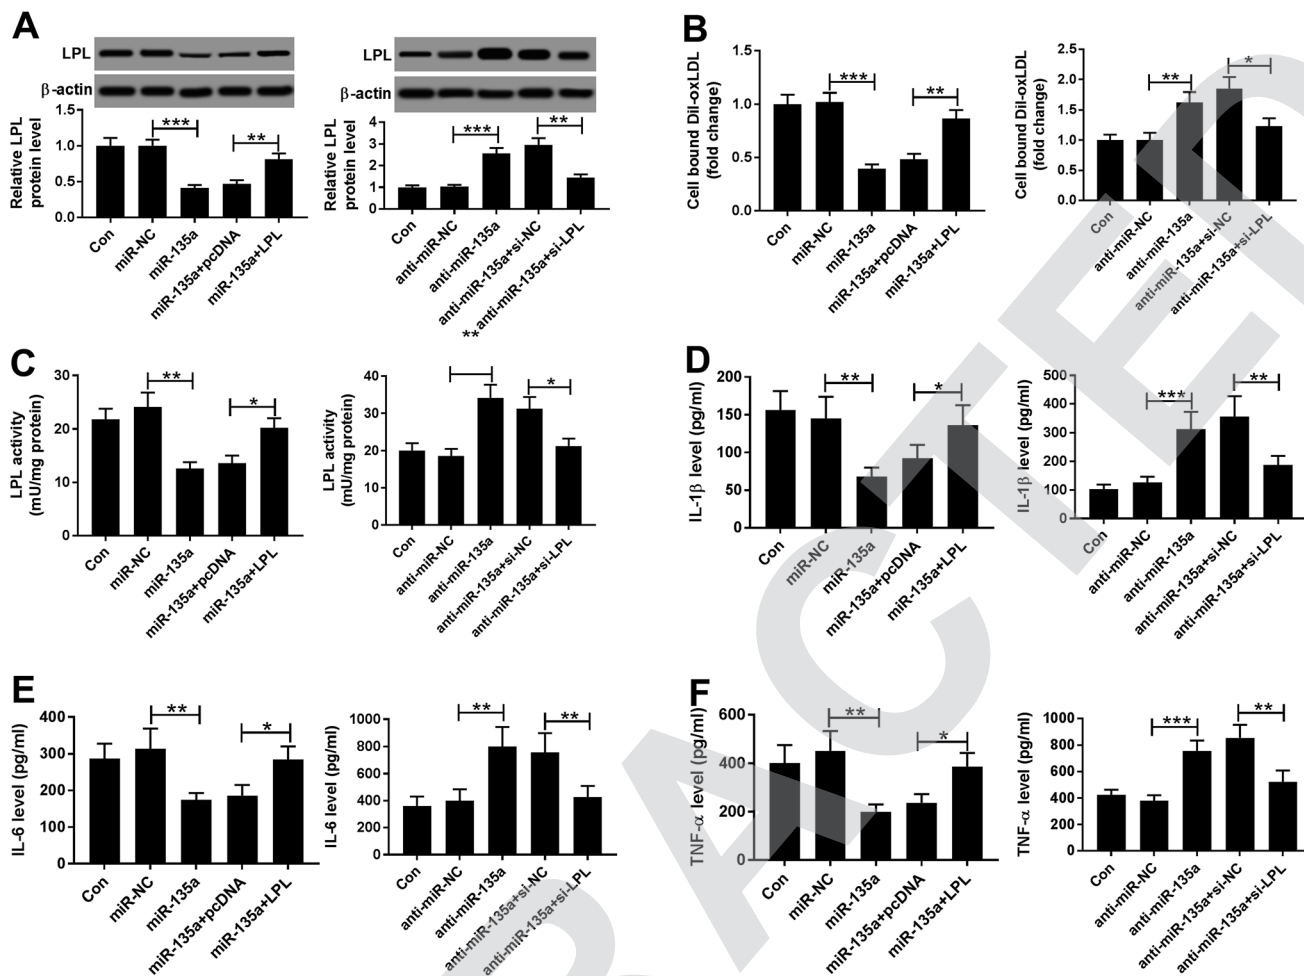 A
LPL
β-actin
Relative LPL
protein level
1.5
1.0
0.5
0.0
***
**
Con
miR-NC
miR-135a
miR-135a+pcDNA
miR-135a+LPL
LPL
β-actin
Relative LPL
protein level
4
3
2
1
0
***
**
Con
anti-miR-NC
anti-miR-135a
anti-miR-135a+si-NC
anti-miR-135a+si-LPL
B
Cell bound Dil-oxLDL
(fold change)
1.5
1.0
0.5
0.0
***
**
Con
miR-NC
miR-135a
miR-135a+pcDNA
miR-135a+LPL
Cell bound Dil-oxLDL
(fold change)
2.5
2.0
1.5
1.0
0.5
0.0
**
*
Con
anti-miR-NC
anti-miR-135a
anti-miR-135a+si-NC
anti-miR-135a+si-LPL
C
LPL activity
(mU/mg protein)
30
20
10
0
**
*
Con
miR-NC
miR-135a
miR-135a+pcDNA
miR-135a+LPL
LPL activity
(mU/mg protein)
40
30
20
10
0
**
*
Con
anti-miR-NC
anti-miR-135a
anti-miR-135a+si-NC
anti-miR-135a+si-LPL
D
IL-1β level (pg/ml)
200
150
100
50
0
**
*
Con
miR-NC
miR-135a
miR-135a+pcDNA
miR-135a+LPL
IL-1β level (pg/ml)
500
400
300
200
100
0
***
**
Con
anti-miR-NC
anti-miR-135a
anti-miR-135a+si-NC
anti-miR-135a+si-LPL
E
IL-6 level (pg/ml)
400
300
200
100
0
**
*
Con
miR-NC
miR-135a
miR-135a+pcDNA
miR-135a+LPL
IL-6 level (pg/ml)
1000
800
600
400
200
0
**
**
Con
anti-miR-NC
anti-miR-135a
anti-miR-135a+si-NC
anti-miR-135a+si-LPL
F
TNF-α level (pg/ml)
600
400
200
0
**
*
Con
miR-NC
miR-135a
miR-135a+pcDNA
miR-135a+LPL
TNF-α level (pg/ml)
1000
800
600
400
200
0
***
**
Con
anti-miR-NC
anti-miR-135a
anti-miR-135a+si-NC
anti-miR-135a+si-LPL